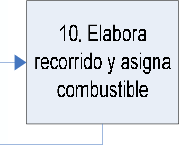 10. Elabora
recorrido y asigna
combustible